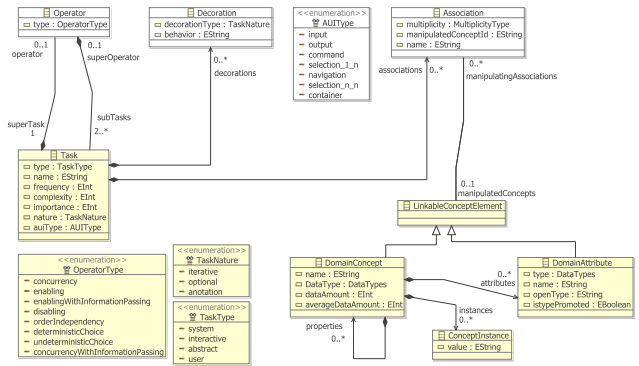 Operator
type : OperatorType
Decoration
decorationType : TaskNature
behavior : EString
<<enumeration>>
AUIType
input
output
command
selection_1_n
navigation
selection_n_n
container
Association
multiplicity : MultiplicityType
manipulatedConceptId : EString
name : EString
0..1
operator
0..1
superOperator
0..*
decorations
associations
0..*
0..*
manipulatingAssociations
superTask
1
subTasks
2..*
Task
type : TaskType
name : EString
frequency : EInt
complexity : EInt
importance : EInt
nature : TaskNature
auiType : AUIType
0..1
manipulatedConcepts
LinkableConceptElement
<<enumeration>>
OperatorType
concurrency
enabling
enablingWithInformationPassing
disabling
orderIndependency
deterministicChoice
undeterministicChoice
concurrencyWithInformationPassing
<<enumeration>>
TaskNature
iterative
optional
anotation
<<enumeration>>
TaskType
system
interactive
abstract
user
DomainConcept
name : EString
DataType : DataTypes
dataAmount : EInt
averageDataAmount : EInt
0..*
attributes
DomainAttribute
type : DataTypes
name : EString
openType : EString
istypePromoted : EBoolean
properties
0..*
instances
0..*
ConceptInstance
value : EString